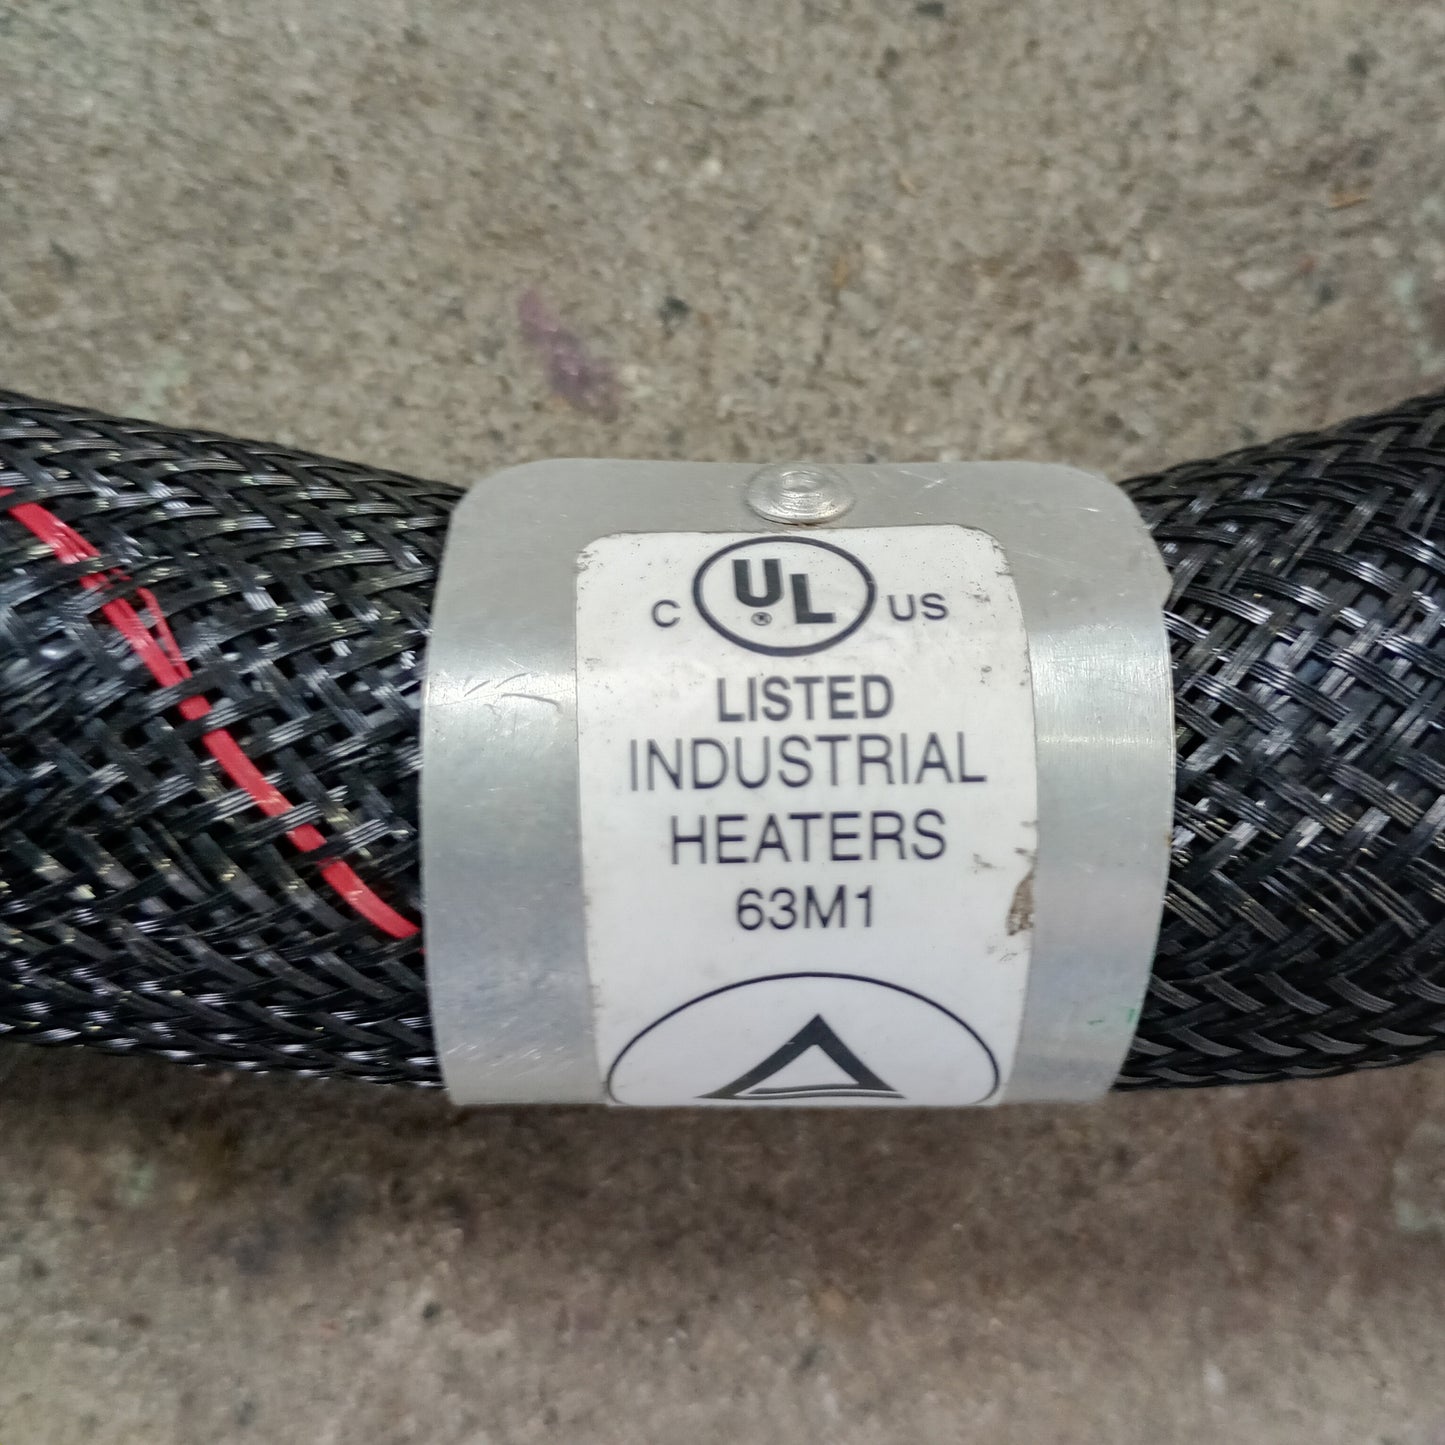 C UL® US
LISTED
INDUSTRIAL
HEATERS
63M1